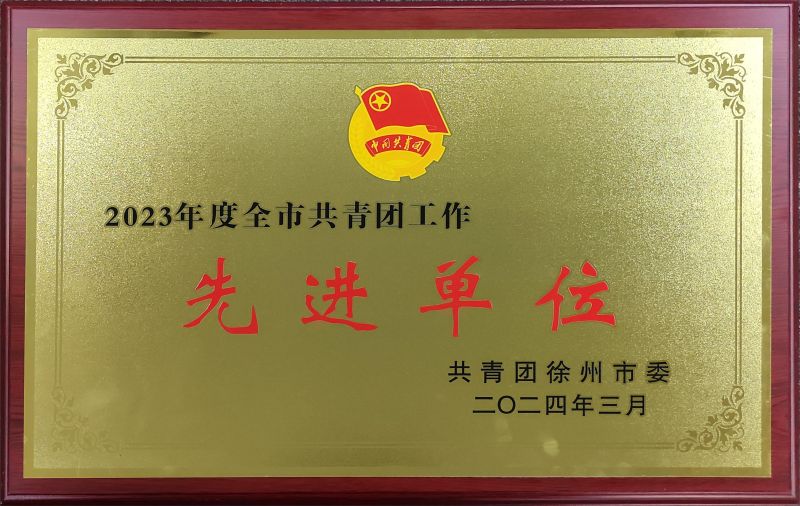 中国共青团
2023年度全市共青团工作
先进单位
共青团徐州市委
二〇二四年三月